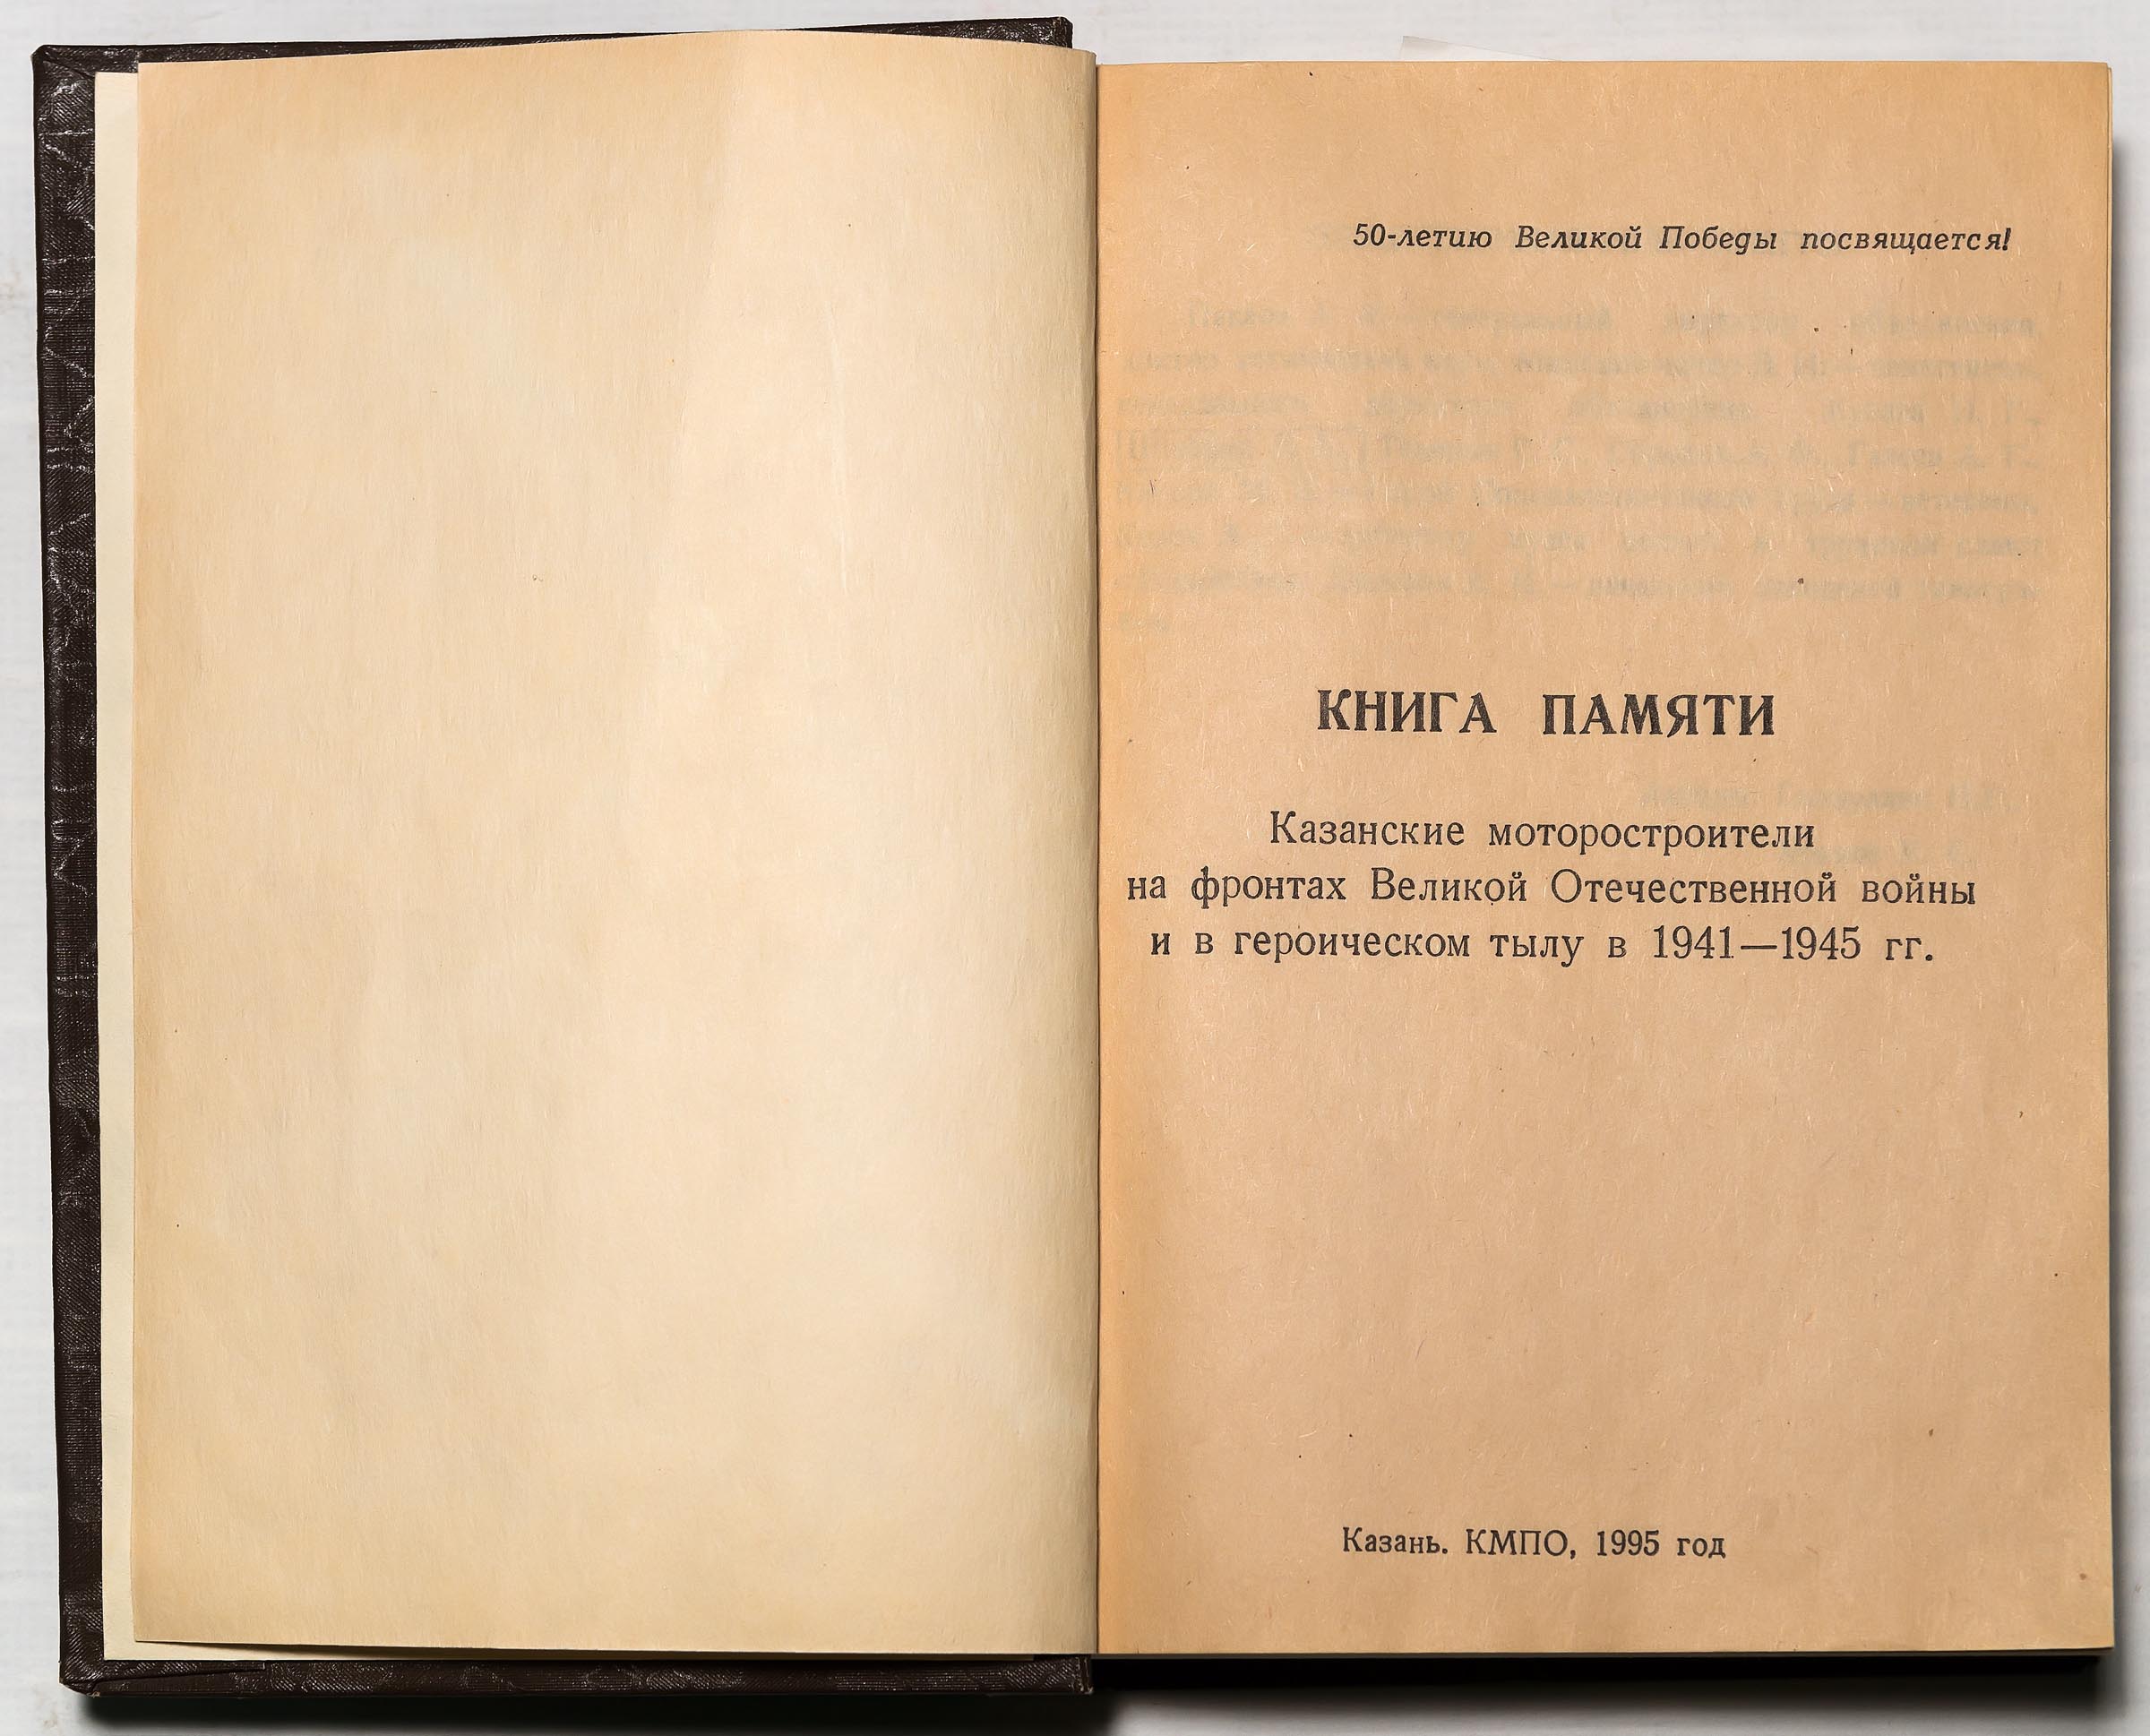 50-летию Великой Победы посвящается!
КНИГА ПАМЯТИ
Казанские моторостроители
на фронтах Великой Отечественной войны
и в героическом тылу в 1941—1945 гг.
Казань. КМПО, 1995 год